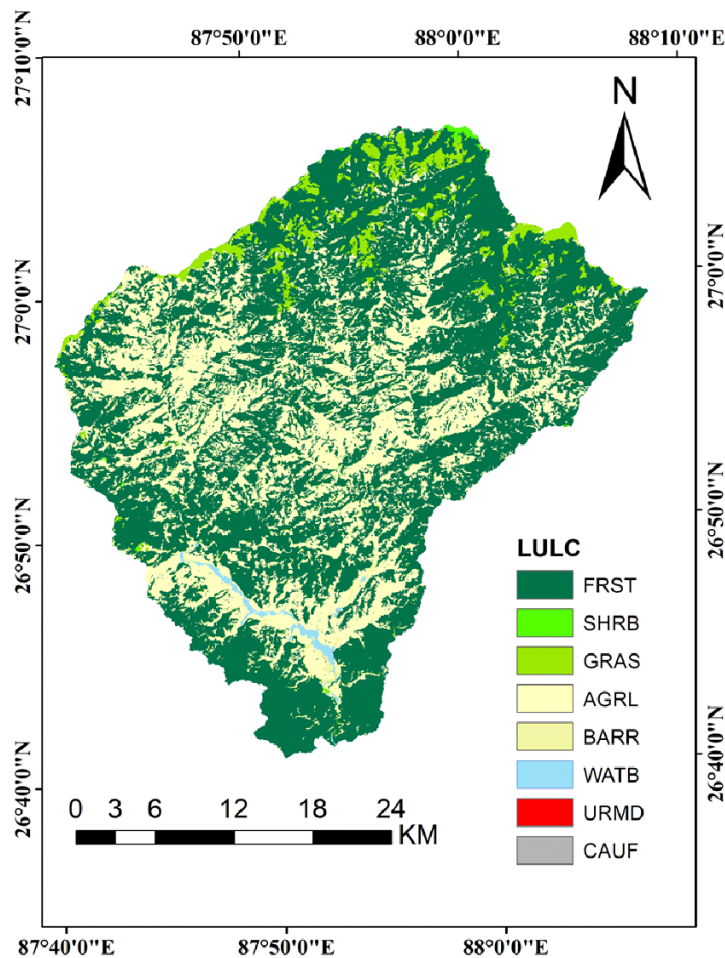 87°50'0"E 88°0'0"E 88°10'0"E
27°10'0"N
N
27°0'0"N
27°0'0"N
26°50'0"N
26°50'0"N
LULC
FRST
SHRB
GRAS
AGRL
BARR
WATB
URMD
CAUF
26°40'0"N
26°40'0"N
0 3 6 12 18 24
KM
87°40'0"E 87°50'0"E 88°0'0"E